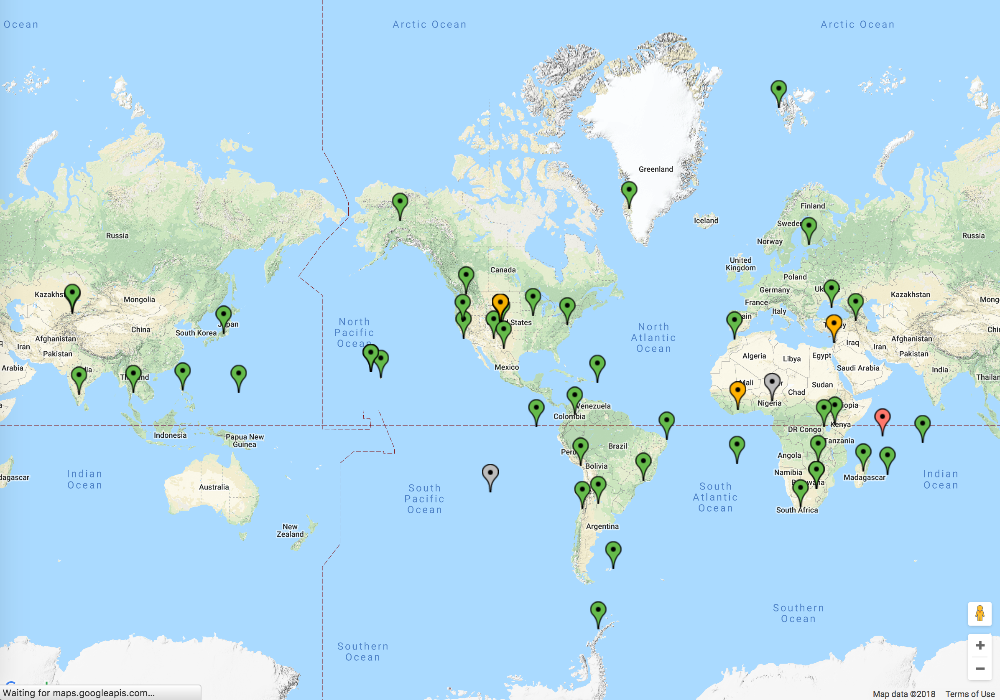 Ocean
Arctic Ocean
Arctic Ocean
Greenland
Finland
Iceland
Norway
Russia
Russia
United
Kingdom
Canada
Poland
Germany
France
Italy
Kazakhstan
Mongolia
China
South Korea
Afghanistan
Iran
Pakistan
Arabia
North
Pacific
Ocean
States
Mexico
North
Atlantic
Ocean
Algeria
Libya
Egypt
Iraq
Iran
Afghanistan
Pakistan
Saudi Arabia
India
Mali
Sudan
Chad
Nigeria
Venezuela
Colombia
Kenya
DR Congo
Tanzania
Indonesia
Papua New
Guinea
Brazil
Peru
Angola
Bolivia
Namibia
Madagascar
Indian
Ocean
Australia
South
Pacific
Ocean
South
Atlantic
Ocean
Indian
Ocean
South Africa
New
Zealand
Argentina
Southern
Ocean
Southern
Ocean
Waiting for maps.googleapis.com...
Map data ©2018 Terms of Use